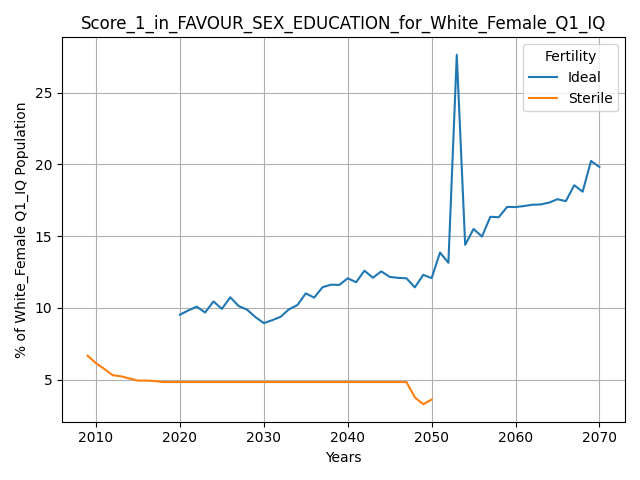 Score_1_in_FAVOUR_SEX_EDUCATION_for_White_Female_Q1_IQ
Fertility
Ideal
Sterile
% of White_Female Q1_IQ Population
25
20
15
10
5
2010 2020 2030 2040 2050 2060 2070
Years